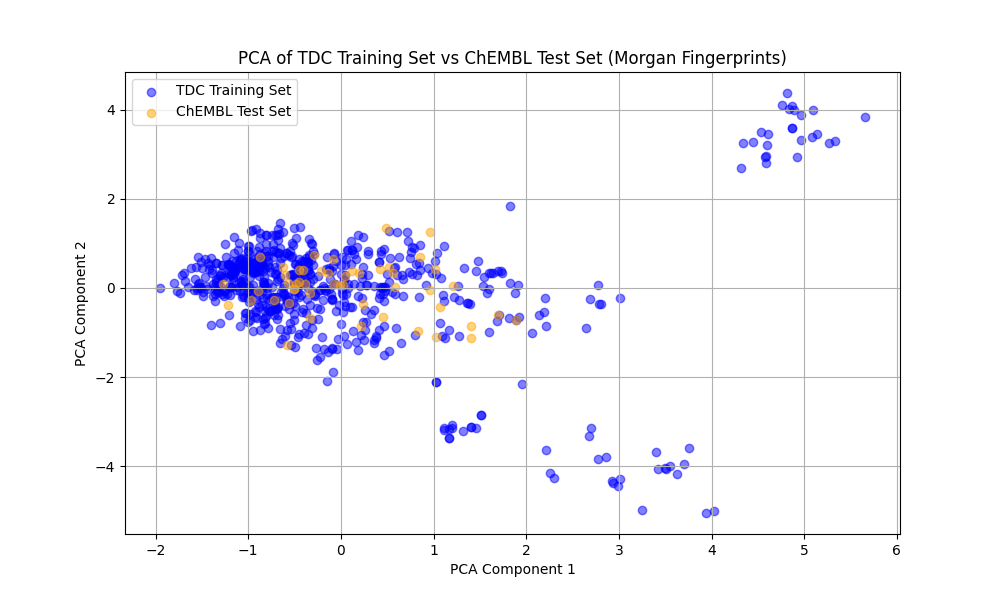 PCA of TDC Training Set vs ChEMBL Test Set (Morgan Fingerprints)
TDC Training Set
ChEMBL Test Set
4
2
0
−2
−4
PCA Component 2
−2 −1 0 1 2 3 4 5 6
PCA Component 1